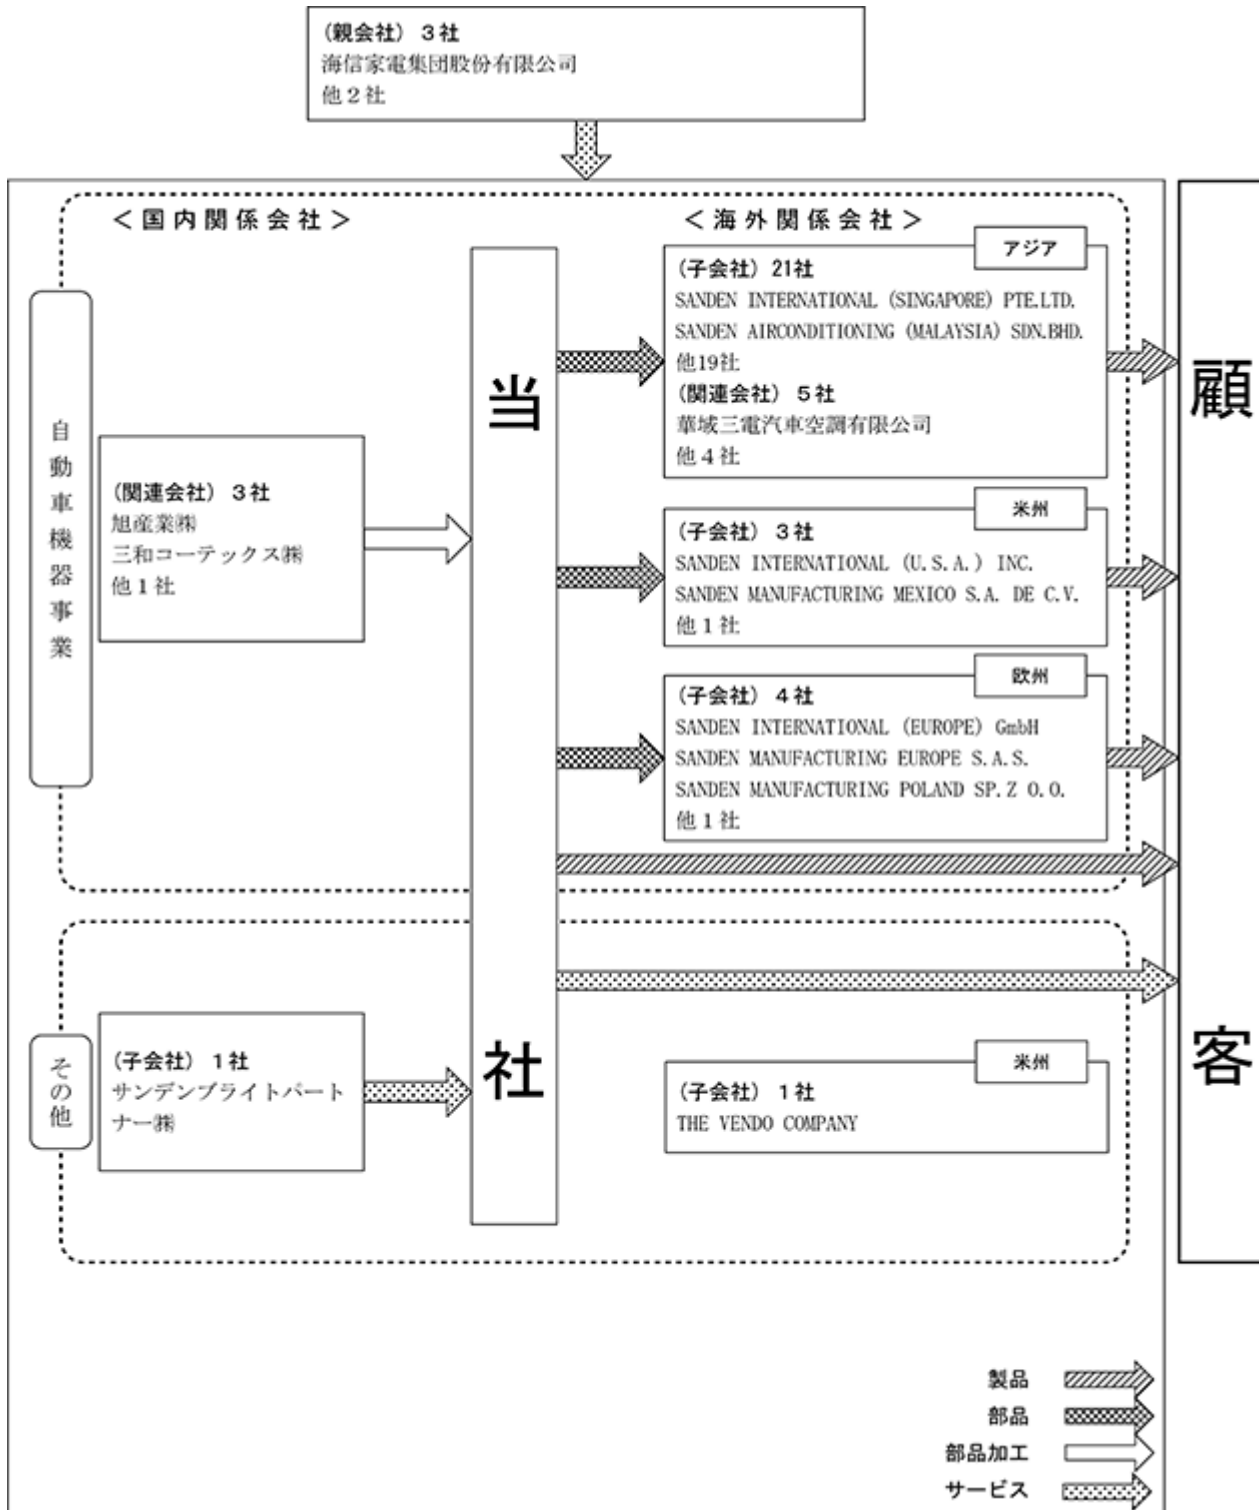 (親会社) 3社
海信家電集団股份有限公司
他2社
<国内関係会社>
<海外関係会社>
自動車機器事業
(関連会社) 3社
旭産業㈱
三和コーテックス㈱
他1社
当社
アジア
(子会社) 21社
SANDEN INTERNATIONAL (SINGAPORE) PTE.LTD.
SANDEN AIRCONDITIONING (MALAYSIA) SDN.BHD.
他19社
(関連会社) 5社
華域三電汽車空調有限公司
他4社
米州
(子会社) 3社
SANDEN INTERNATIONAL (U.S.A.) INC.
SANDEN MANUFACTURING MEXICO S.A. DE C.V.
他1社
欧州
(子会社) 4社
SANDEN INTERNATIONAL (EUROPE) GmbH
SANDEN MANUFACTURING EUROPE S.A.S.
SANDEN MANUFACTURING POLAND SP.Z O.O.
他1社
顧客
その他
(子会社) 1社
サンデンブライトパート
ナー㈱
米州
(子会社) 1社
THE VENDO COMPANY
製品
部品
部品加工
サービス